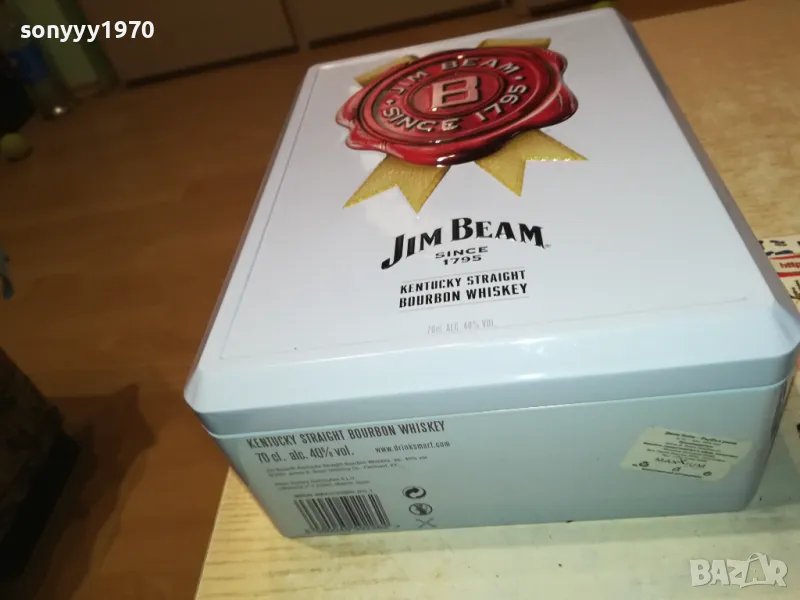 sonyyy1970
JIM BEAM
B
SINCE 1795
JIM BEAM
SINCE
1795
KENTUCKY STRAIGHT
BOURBON WHISKEY
70cl ALC. 40% VOL.
KENTUCKY STRAIGHT BOURBON WHISKEY
70 cl. alc. 40% vol. www.drinksmart.com
MAXXIUM
BAZAR